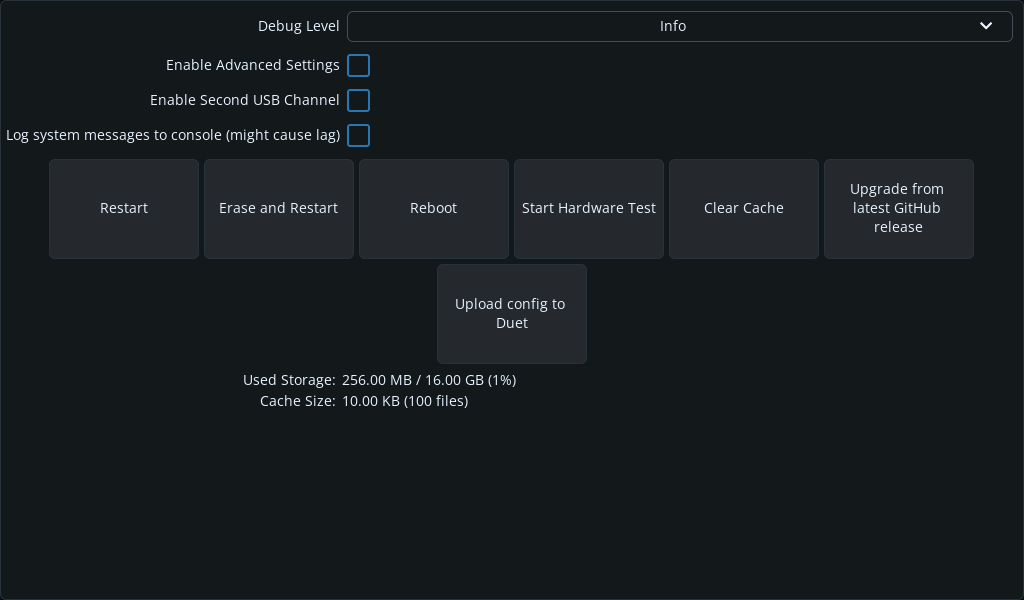 Debug Level Info
Enable Advanced Settings
Enable Second USB Channel
Log system messages to console (might cause lag)
Restart
Erase and Restart
Reboot
Start Hardware Test
Clear Cache
Upgrade from
latest GitHub
release
Upload config to
Duet
Used Storage: 256.00 MB / 16.00 GB (1%)
Cache Size: 10.00 KB (100 files)